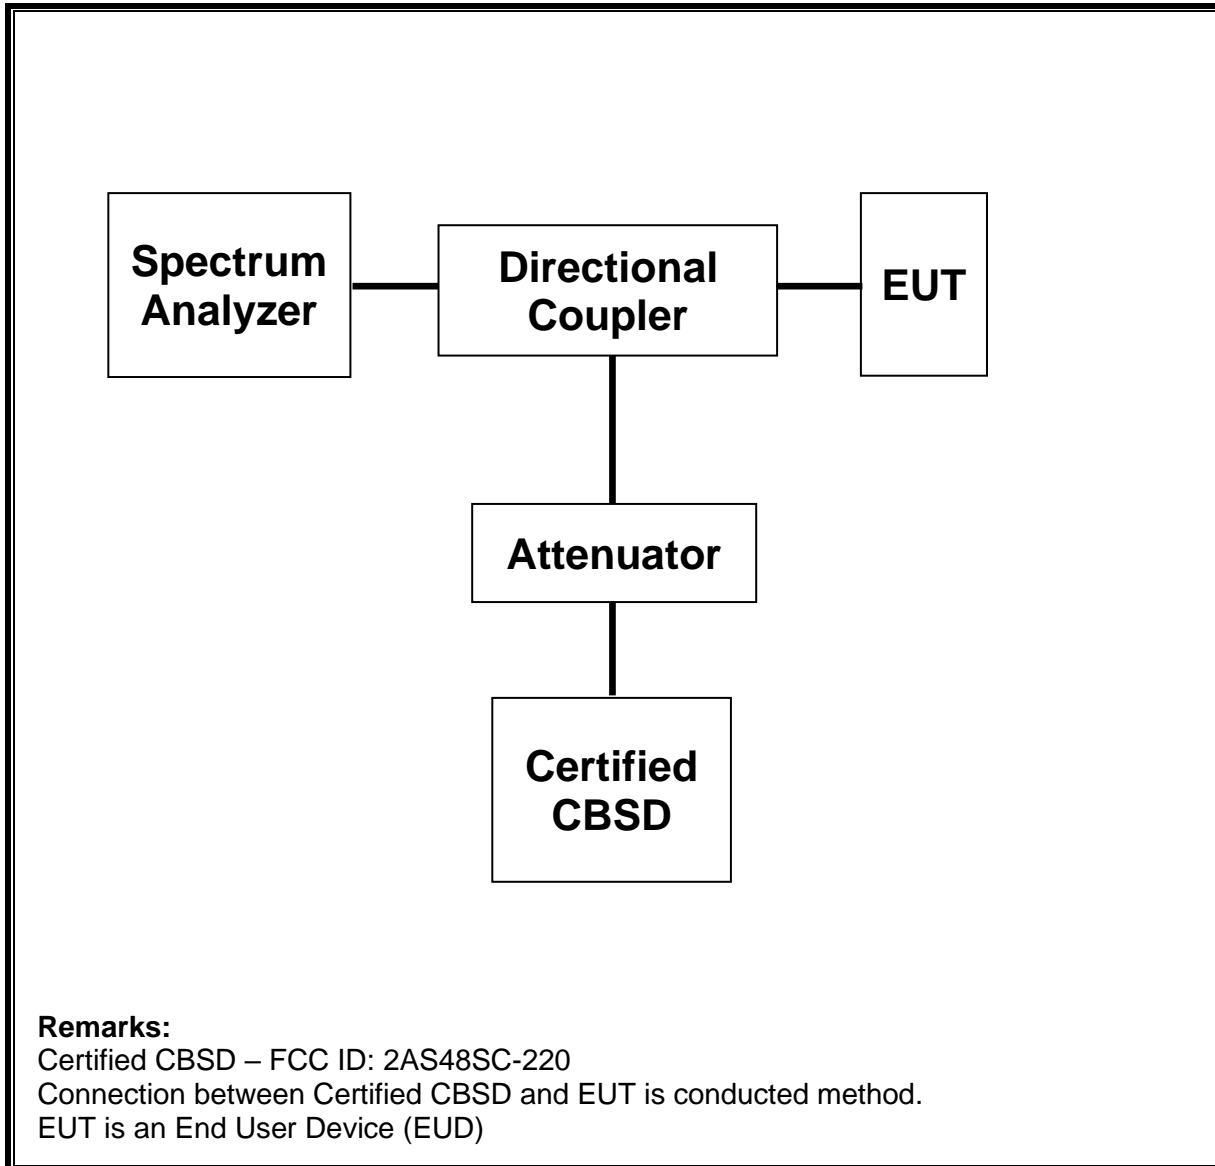 Spectrum
Analyzer
Directional
Coupler
EUT
Attenuator
Certified
CBSD
Remarks:
Certified CBSD – FCC ID: 2AS48SC-220
Connection between Certified CBSD and EUT is conducted method.
EUT is an End User Device (EUD)